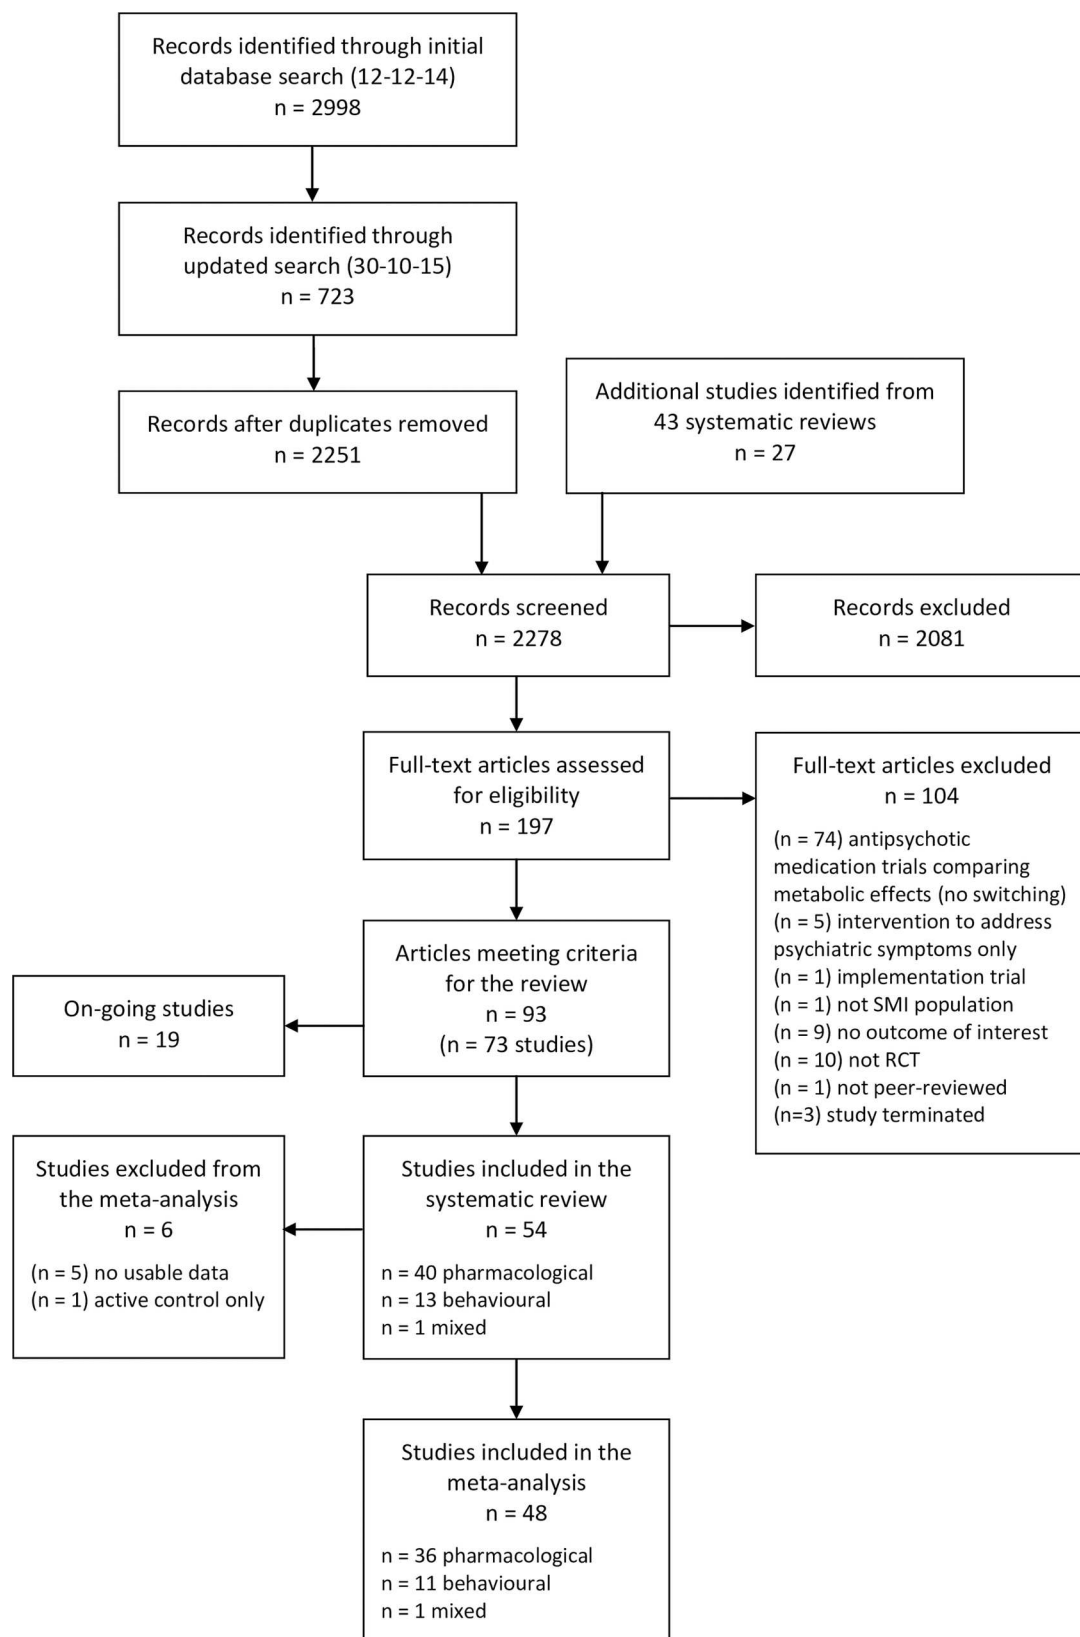 Records identified through initial
database search (12-12-14)
n = 2998
Records identified through
updated search (30-10-15)
n = 723
Records after duplicates removed
n = 2251
Additional studies identified from
43 systematic reviews
n = 27
Records screened
n = 2278
Records excluded
n = 2081
Full-text articles assessed
for eligibility
n = 197
Full-text articles excluded
n = 104
(n = 74) antipsychotic
medication trials comparing
metabolic effects (no switching)
(n = 5) intervention to address
psychiatric symptoms only
(n = 1) implementation trial
(n = 1) not SMI population
(n = 9) no outcome of interest
(n = 10) not RCT
(n = 1) not peer-reviewed
(n=3) study terminated
Articles meeting criteria
for the review
n = 93
(n = 73 studies)
On-going studies
n = 19
Studies included in the
systematic review
n = 54
n = 40 pharmacological
n = 13 behavioural
n = 1 mixed
Studies excluded from
the meta-analysis
n = 6
(n = 5) no usable data
(n = 1) active control only
Studies included in the
meta-analysis
n = 48
n = 36 pharmacological
n = 11 behavioural
n = 1 mixed